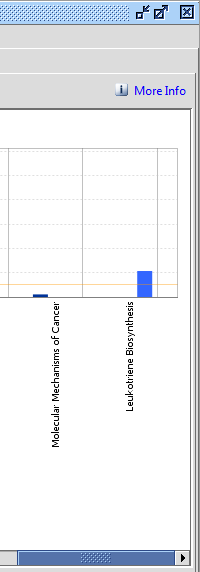 More Info
Molecular Mechanisms of Cancer
Leukotriene Biosynthesis